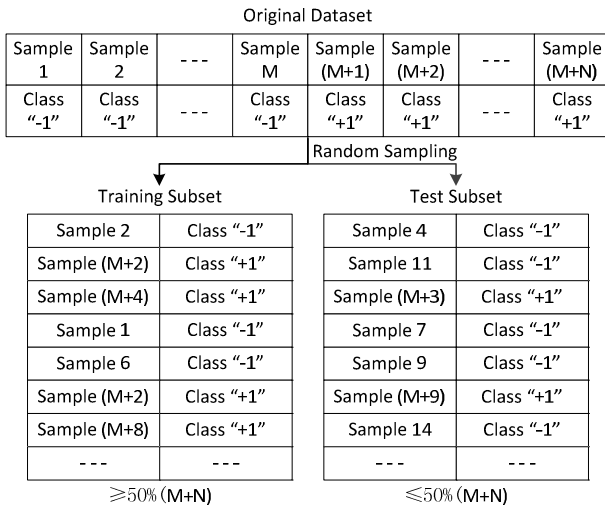 Original Dataset
Sample Sample --- Sample Sample Sample --- Sample
1 2 M (M+1) (M+2) (M+N)
Class Class --- Class Class Class --- Class
“-1” “-1” “-1” “+1” “+1” “+1”
Random Sampling
Training Subset Test Subset
Sample 2 Class “-1” Sample 4 Class “-1”
Sample (M+2) Class “+1” Sample 11 Class “-1”
Sample (M+4) Class “+1” Sample (M+3) Class “+1”
Sample 1 Class “-1” Sample 7 Class “-1”
Sample 6 Class “-1” Sample 9 Class “-1”
Sample (M+2) Class “+1” Sample (M+9) Class “+1”
Sample (M+8) Class “+1” Sample 14 Class “-1”
--- --- --- ---
≥50%(M+N) ≤50%(M+N)